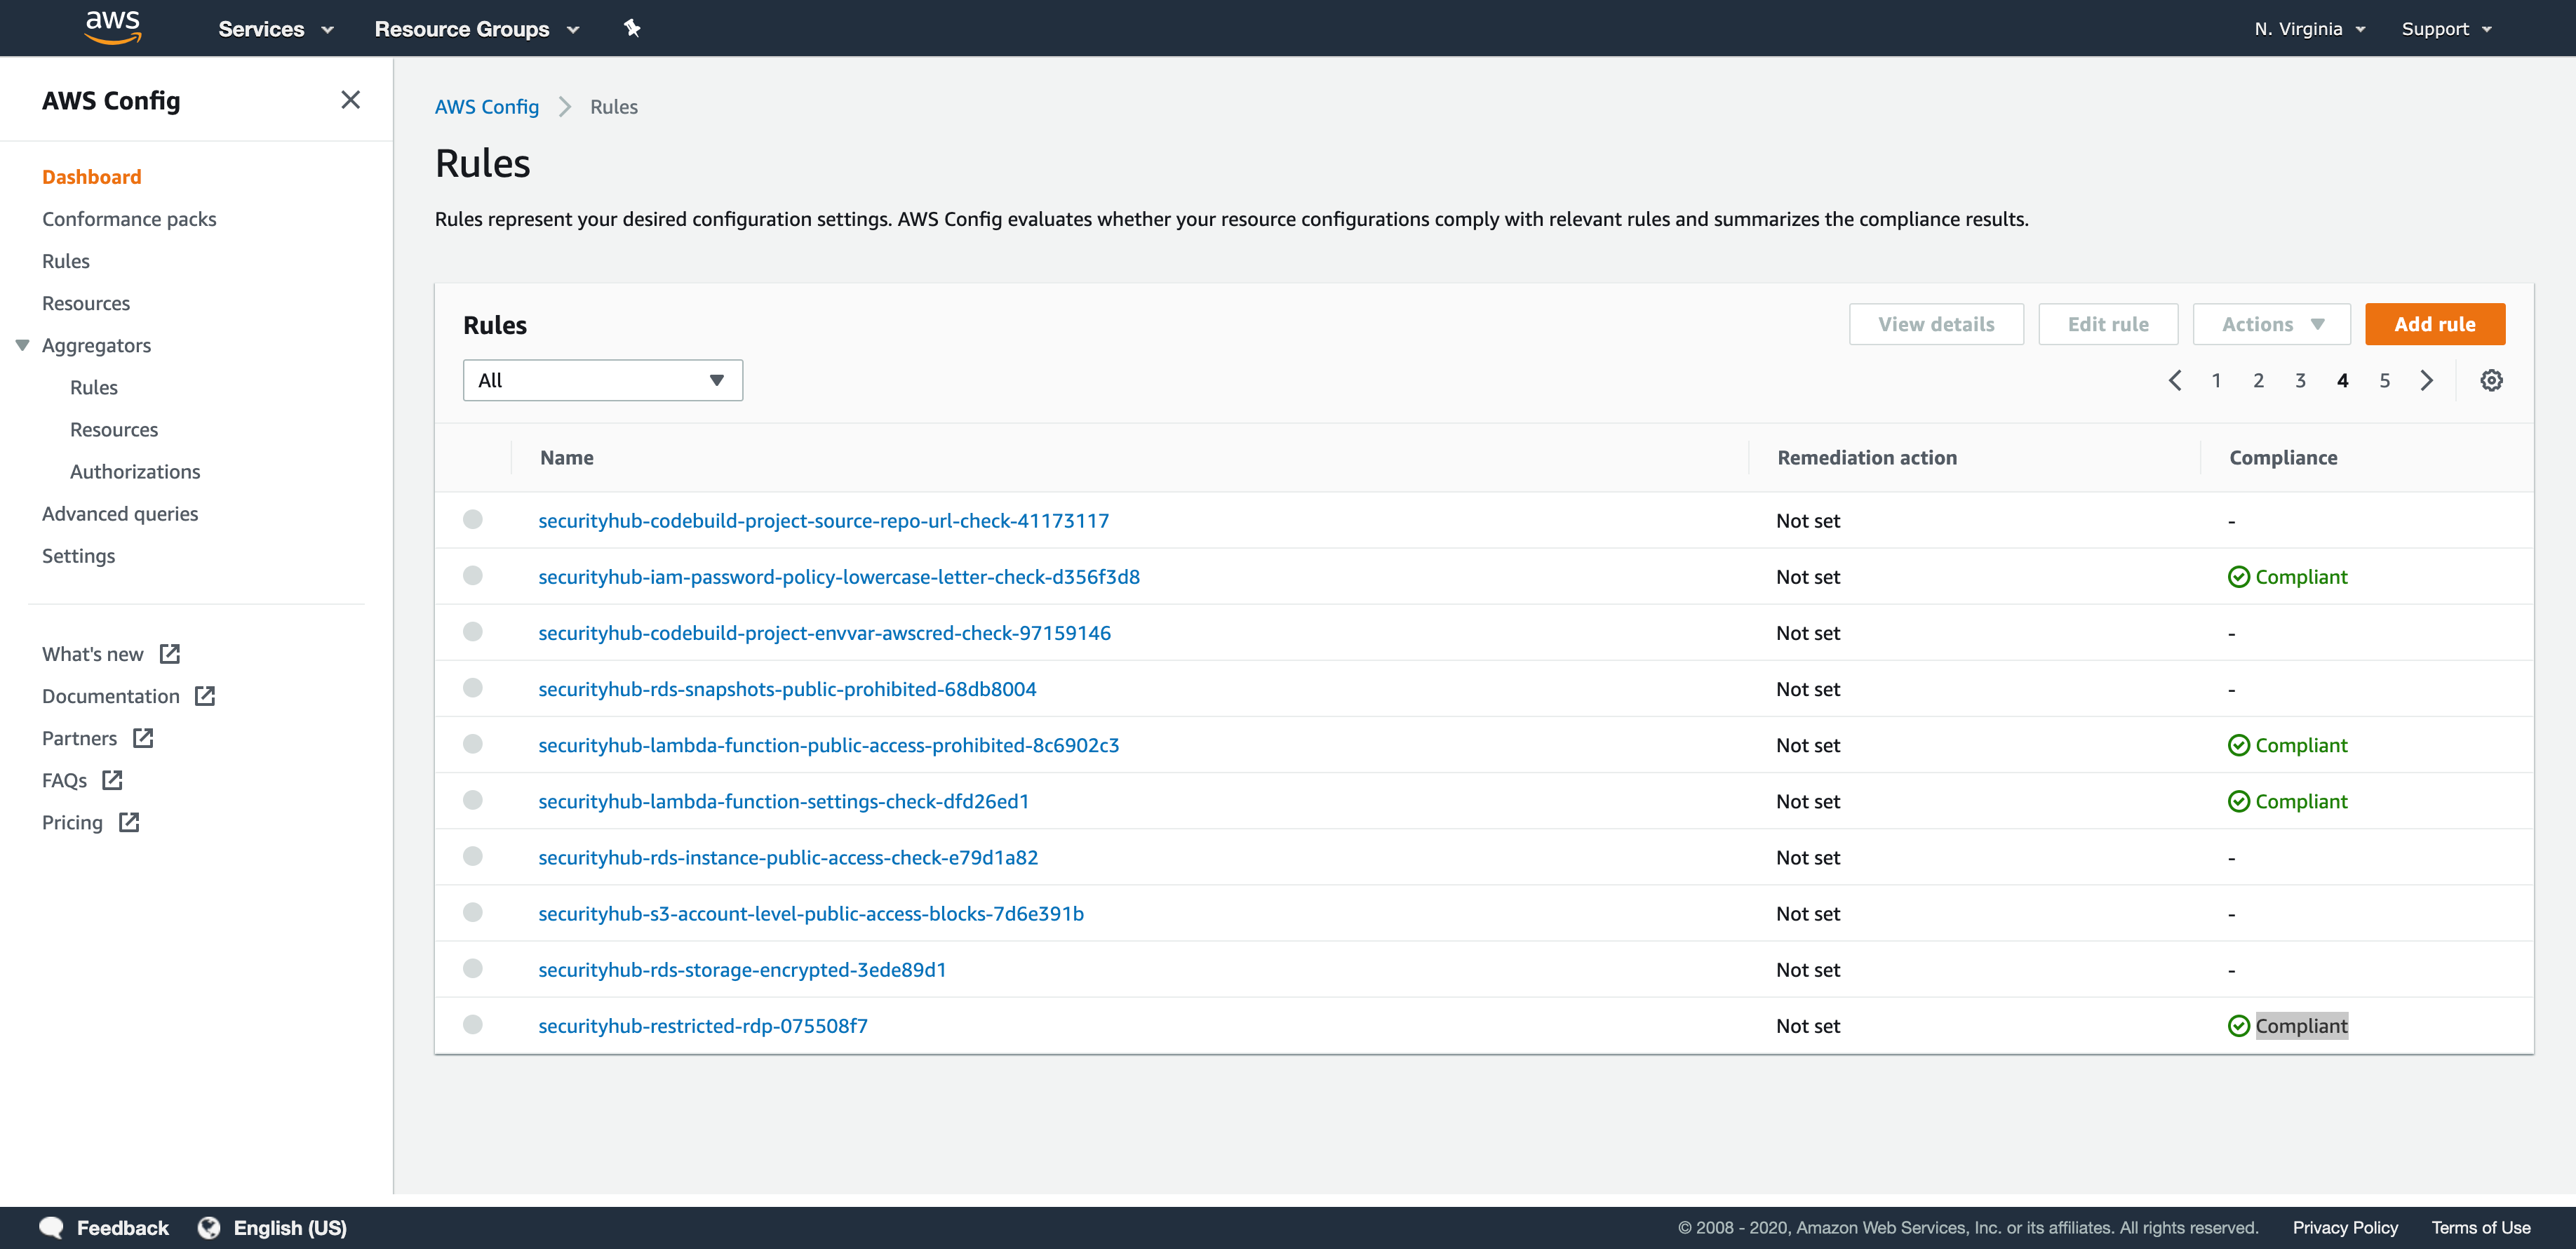 aws Services Resource Groups N. Virginia Support
AWS Config
Dashboard
Conformance packs
Rules
Resources
Aggregators
Rules
Resources
Authorizations
Advanced queries
Settings
What's new
Documentation
Partners
FAQs
Pricing
AWS Config > Rules
Rules
Rules represent your desired configuration settings. AWS Config evaluates whether your resource configurations comply with relevant rules and summarizes the compliance results.
Rules View details Edit rule Actions Add rule
All 1 2 3 4 5
Name Remediation action Compliance
securityhub-codebuild-project-source-repo-url-check-41173117 Not set -
securityhub-iam-password-policy-lowercase-letter-check-d356f3d8 Not set Compliant
securityhub-codebuild-project-envvar-awscred-check-97159146 Not set -
securityhub-rds-snapshots-public-prohibited-68db8004 Not set -
securityhub-lambda-function-public-access-prohibited-8c6902c3 Not set Compliant
securityhub-lambda-function-settings-check-dfd26ed1 Not set Compliant
securityhub-rds-instance-public-access-check-e79d1a82 Not set -
securityhub-s3-account-level-public-access-blocks-7d6e391b Not set -
securityhub-rds-storage-encrypted-3ede89d1 Not set -
securityhub-restricted-rdp-075508f7 Not set Compliant
Feedback English (US) © 2008 - 2020, Amazon Web Services, Inc. or its affiliates. All rights reserved. Privacy Policy Terms of Use